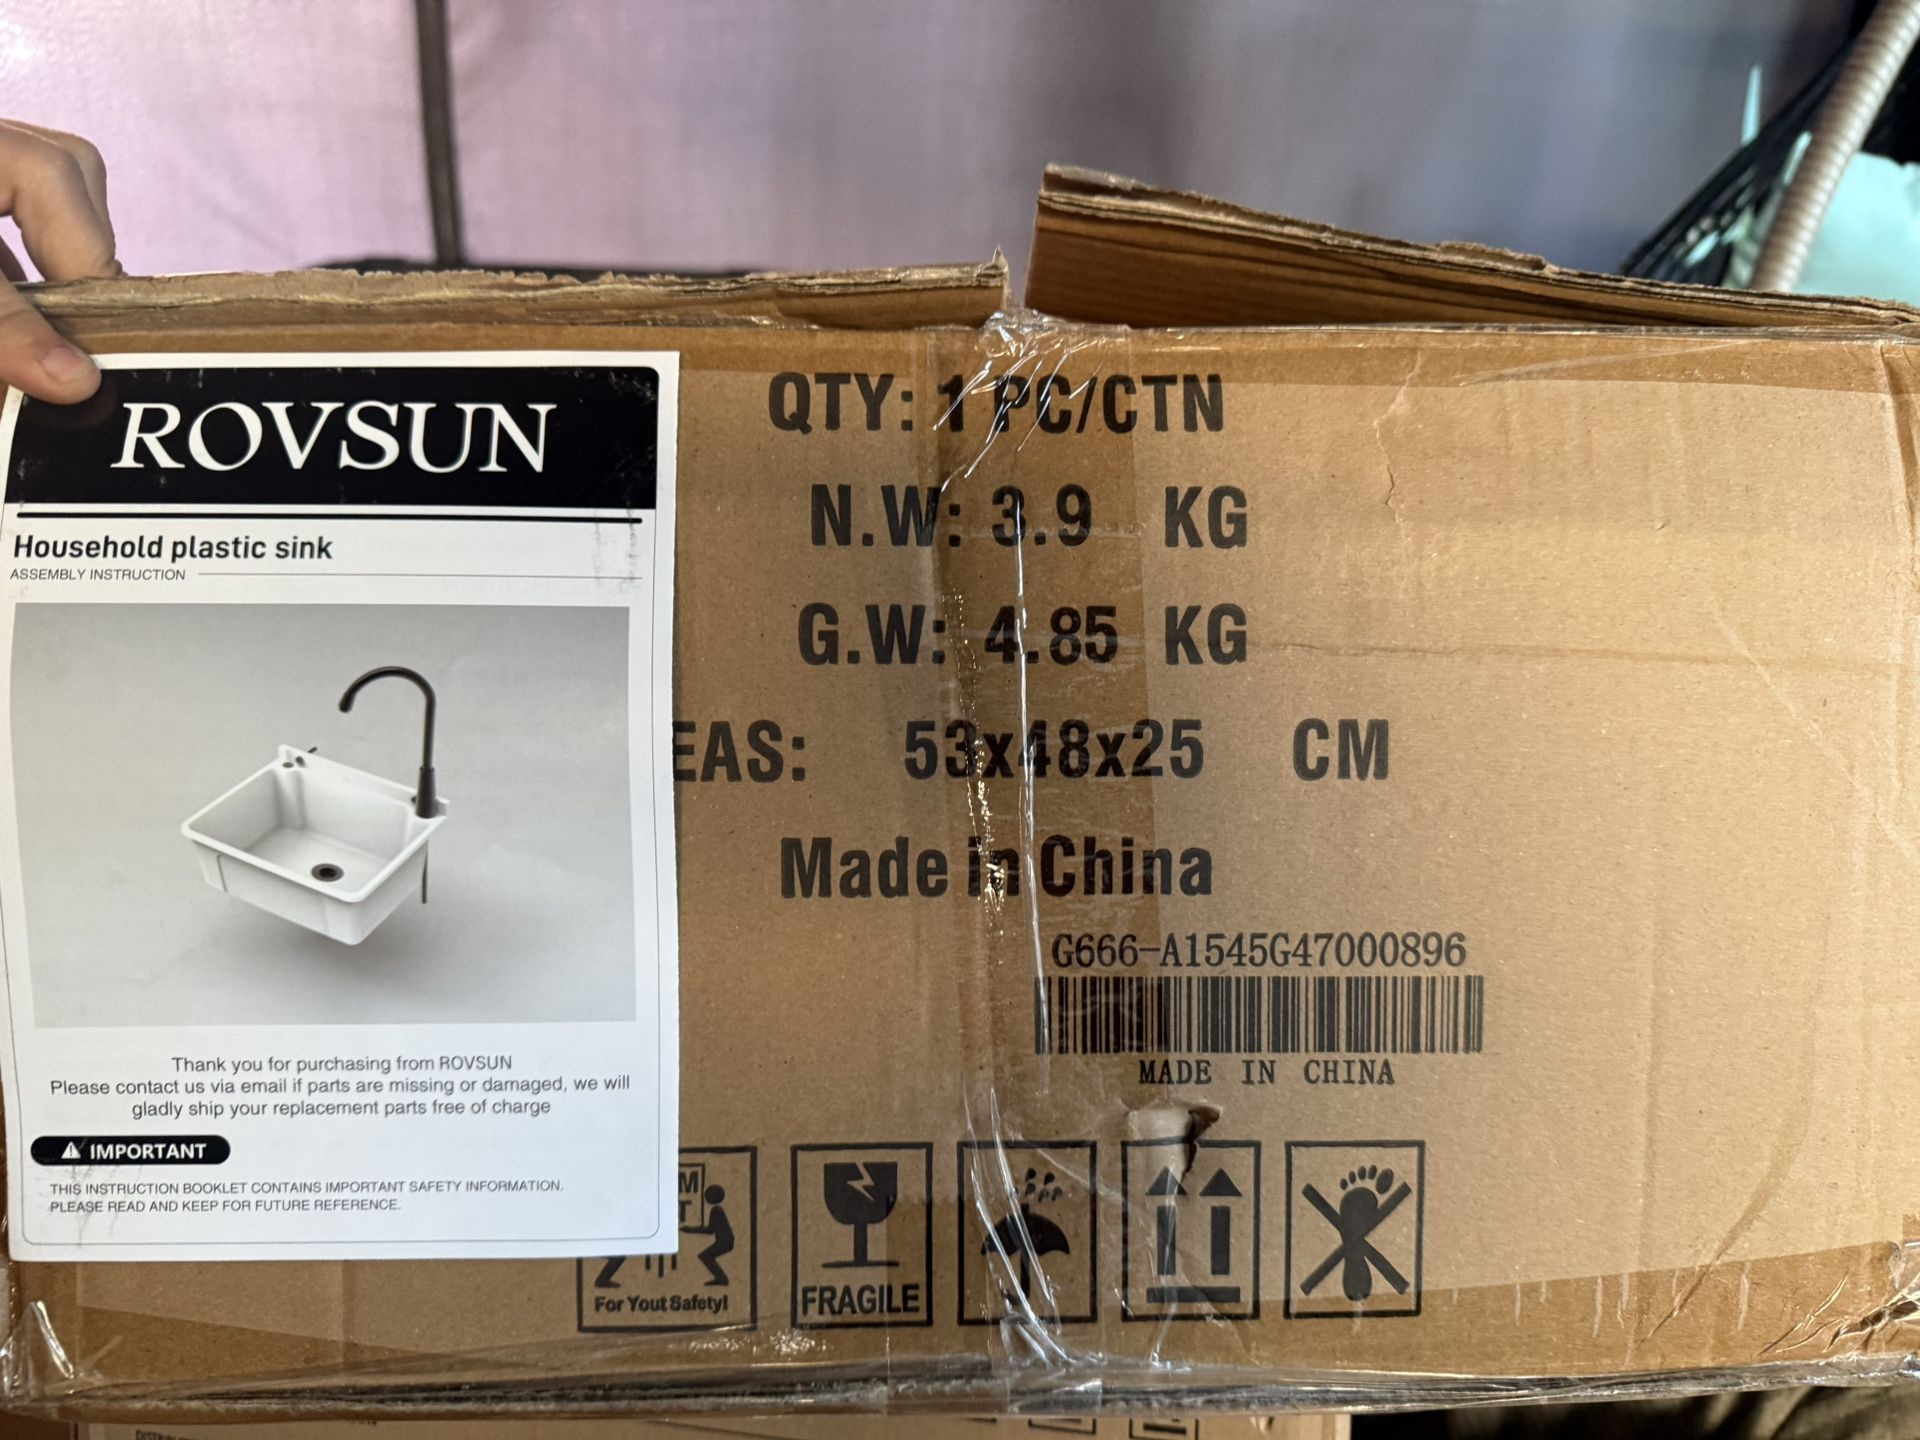 ROVSUN
Household plastic sink
ASSEMBLY INSTRUCTION
Thank you for purchasing from ROVSUN
Please contact us via email if parts are missing or damaged, we will
gladly ship your replacement parts free of charge
IMPORTANT
THIS INSTRUCTION BOOKLET CONTAINS IMPORTANT SAFETY INFORMATION.
PLEASE READ AND KEEP FOR FUTURE REFERENCE.
QTY: 1 PC/CTN
N.W: 3.9 KG
G.W: 4.85 KG
EAS: 53x48x25 CM
Made in China
G666-A1545G47000896
MADE IN CHINA
For Yout Safety!
FRAGILE